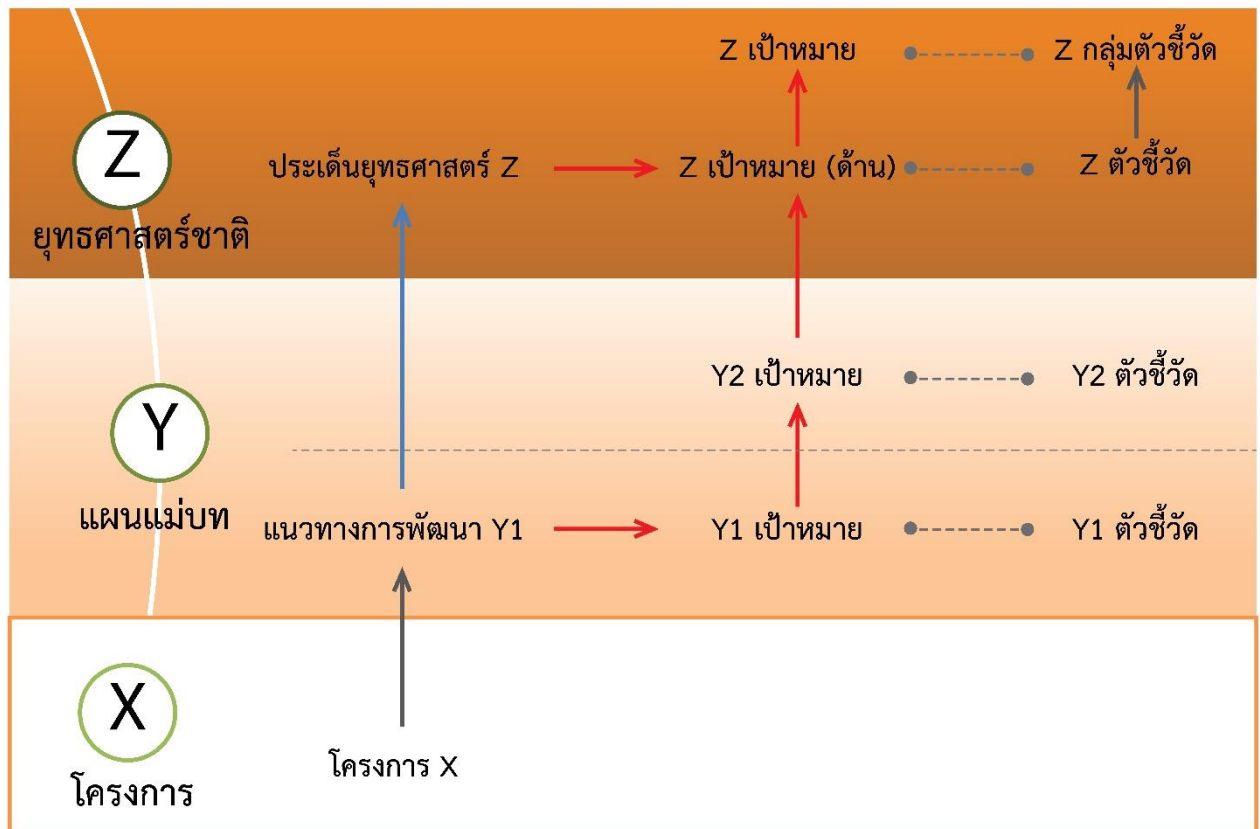 Z เป้าหมาย Z กลุ่มตัวชี้วัด
Z
ประเด็นยุทธศาสตร์ Z Z เป้าหมาย (ด้าน) Z ตัวชี้วัด
ยุทธศาสตร์ชาติ
Y2 เป้าหมาย Y2 ตัวชี้วัด
Y
แผนแม่บท
แนวทางการพัฒนา Y1 Y1 เป้าหมาย Y1 ตัวชี้วัด
X
โครงการ X
โครงการ